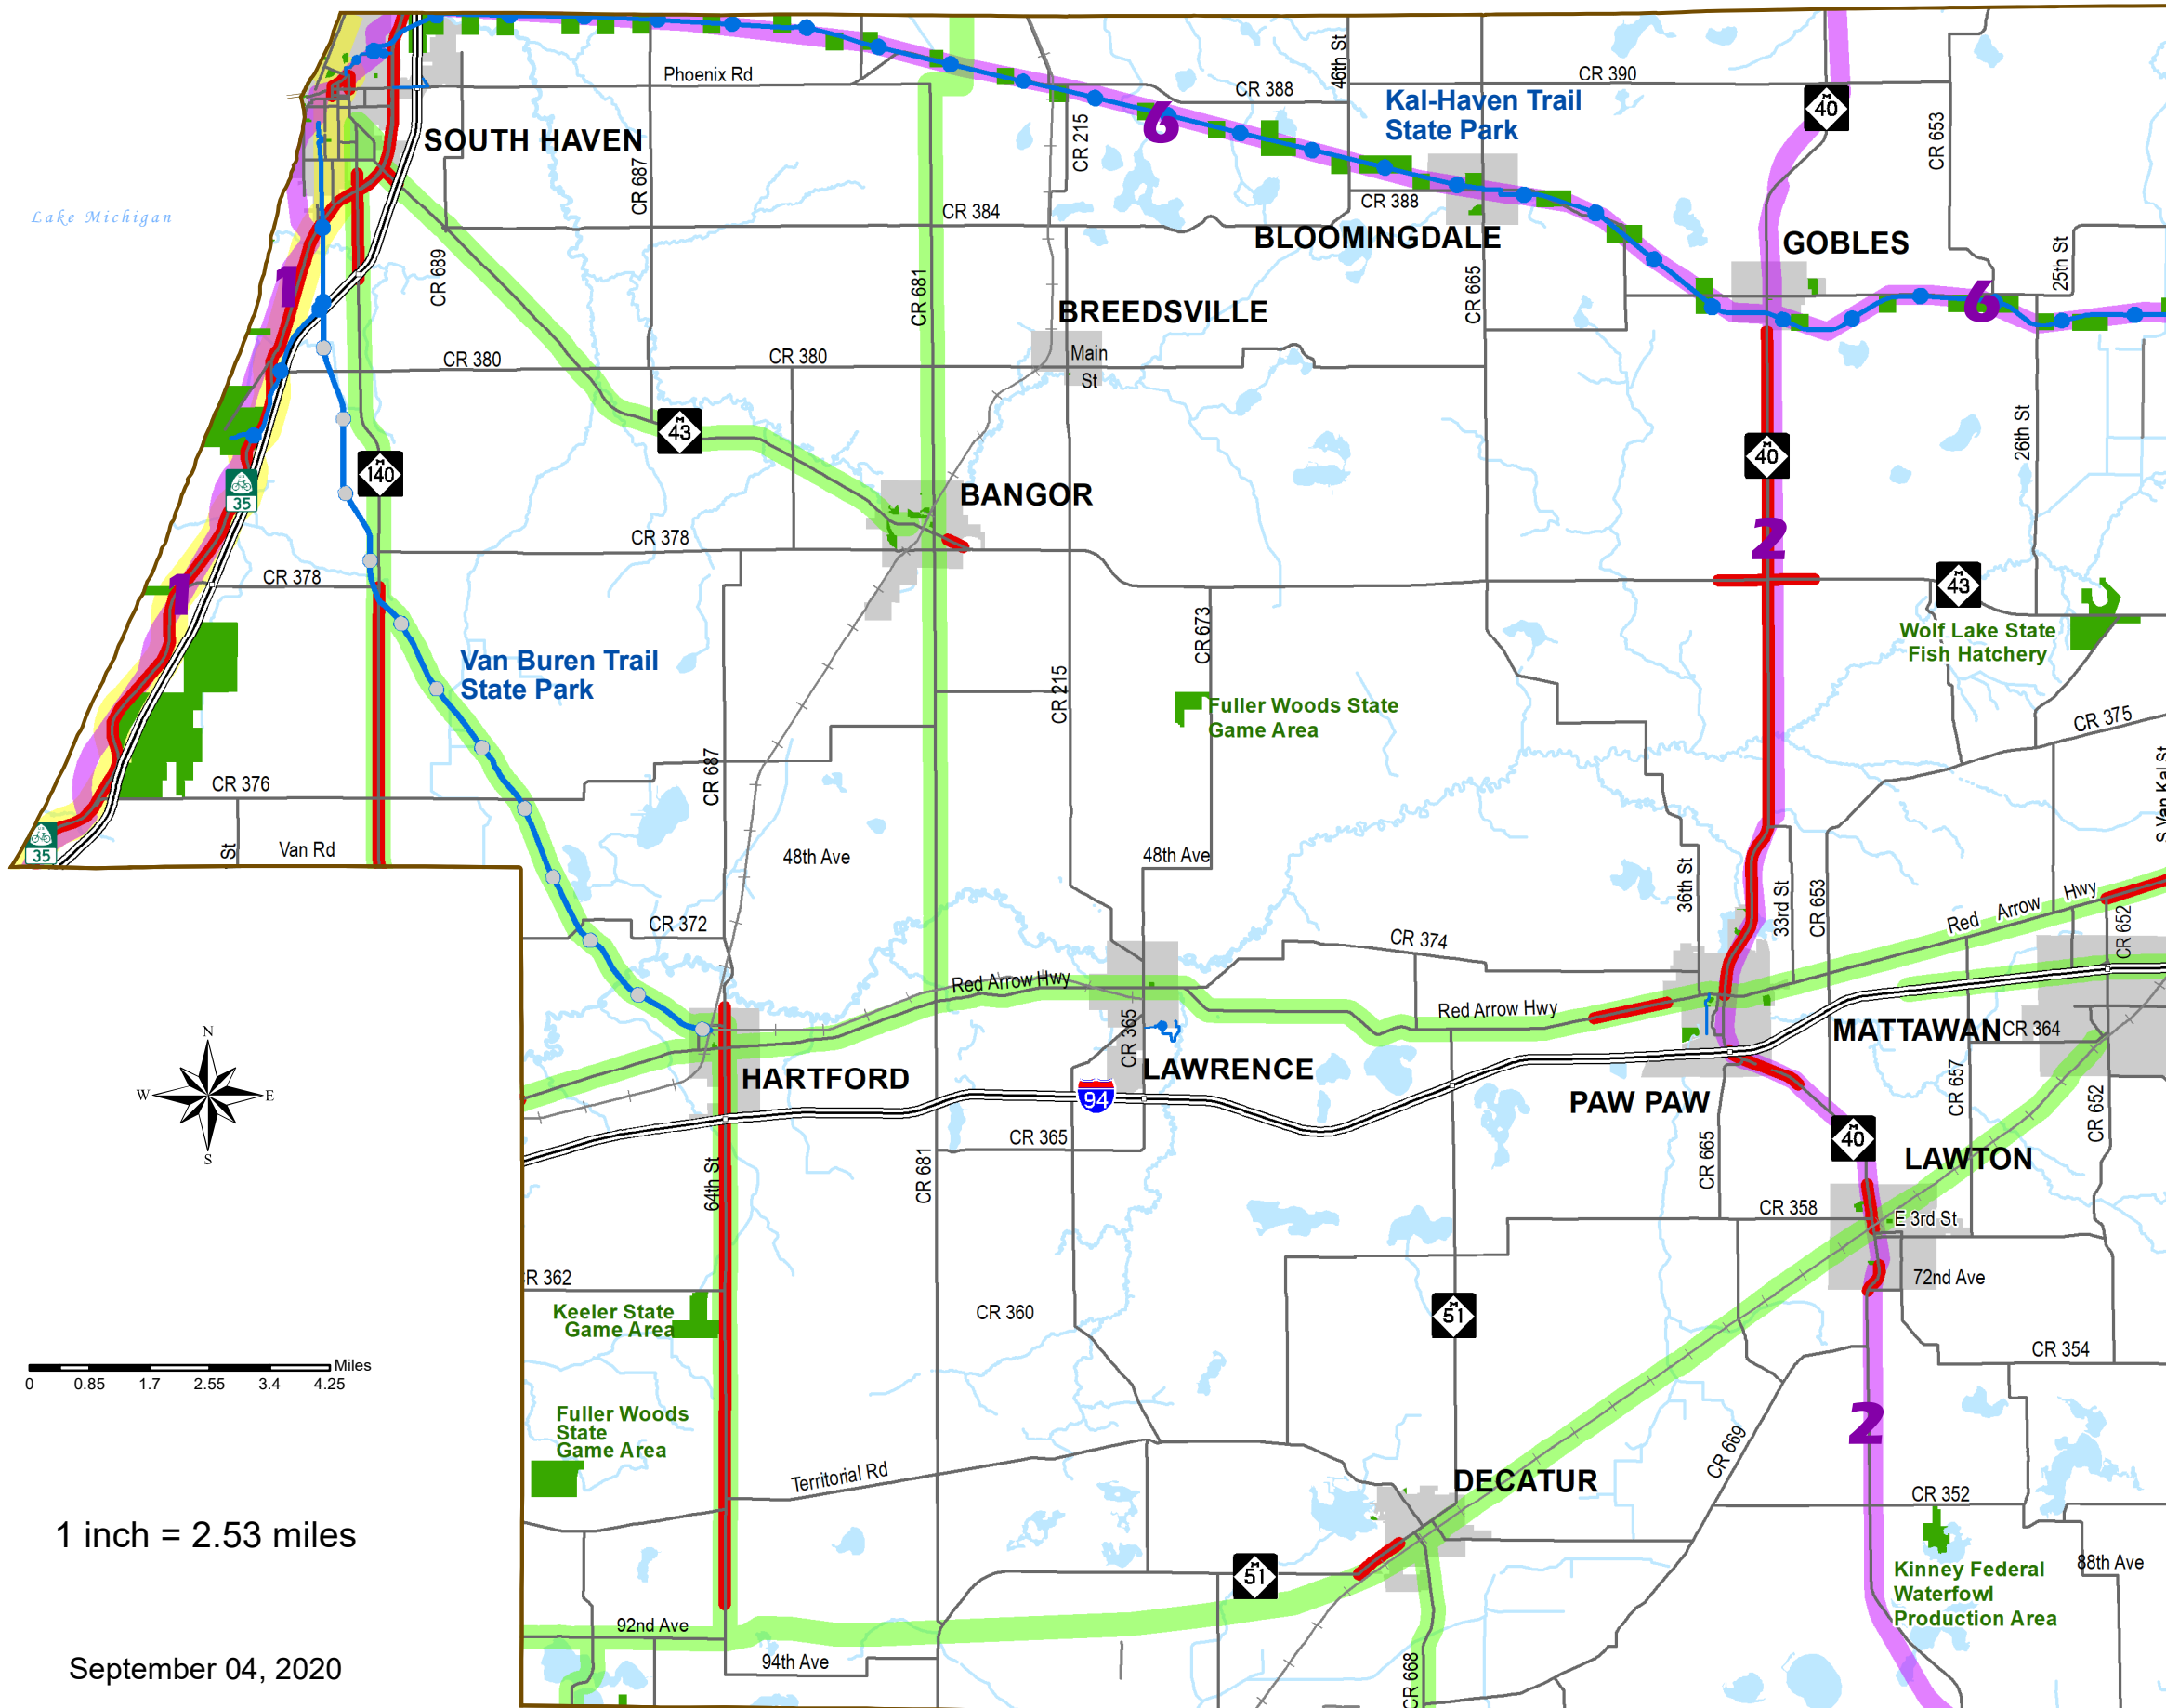 Phoenix Rd
46th St
CR 390
CR 388
Kal-Haven Trail
State Park
M
40
CR 653
SOUTH HAVEN
6
CR 215
CR 687
CR 388
Lake Michigan
CR 384
BLOOMINGDALE
GOBLES
25th St
CR 689
1
CR 681
CR 665
6
BREEDSVILLE
CR 380
CR 380
Main
St
M
43
26th St
M
40
M
140
35
BANGOR
2
CR 378
CR 378
1
M
43
CR 673
Wolf Lake State
Fish Hatchery
Van Buren Trail
State Park
CR 215
Fuller Woods State
Game Area
CR 375
CR 687
S Van Kal St
CR 376
35
St
Van Rd
48th Ave
48th Ave
36th St
33rd St
CR 653
Red Arrow Hwy
CR 652
CR 372
CR 374
Red Arrow Hwy
Red Arrow Hwy
CR 365
MATTAWAN
CR 364
N
W
E
S
HARTFORD
LAWRENCE
94
PAW PAW
CR 657
CR 652
M
40
CR 365
CR 665
LAWTON
64th St
CR 681
CR 358
E 3rd St
R 362
72nd Ave
Keeler State
Game Area
CR 360
M
51
CR 354
Miles
0
0.85
1.7
2.55
3.4
4.25
Fuller Woods
State
Game Area
2
CR 669
Territorial Rd
DECATUR
CR 352
1 inch = 2.53 miles
M
51
Kinney Federal
Waterfowl
Production Area
88th Ave
92nd Ave
94th Ave
CR 668
September 04, 2020